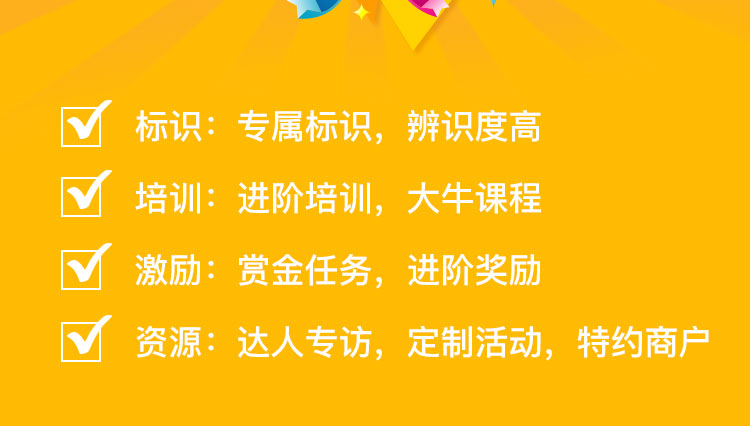 标识：专属标识，辨识度高
培训：进阶培训，大牛课程
激励：赏金任务，进阶奖励
资源：达人专访，定制活动，特约商户